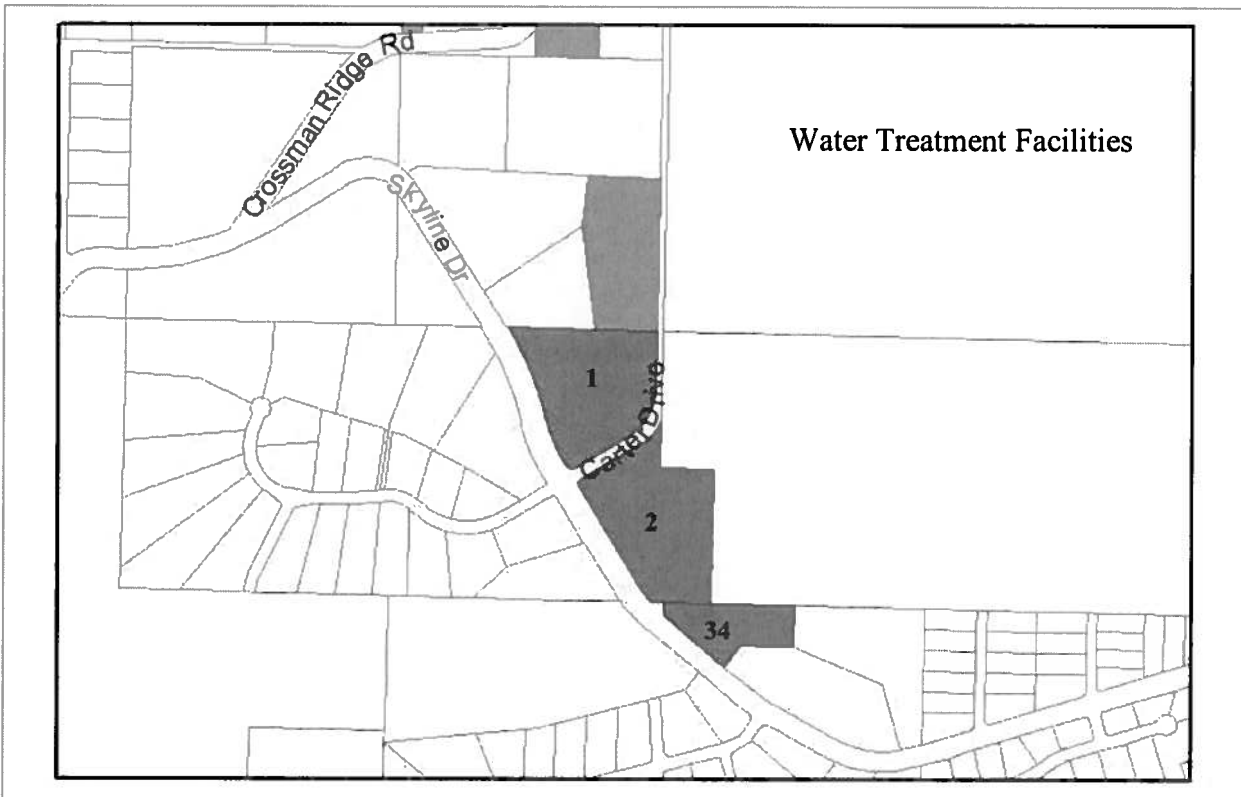 Crossman Ridge Rd
Water Treatment Facilities
Skyline Dr
1
Carter Drive
2
34